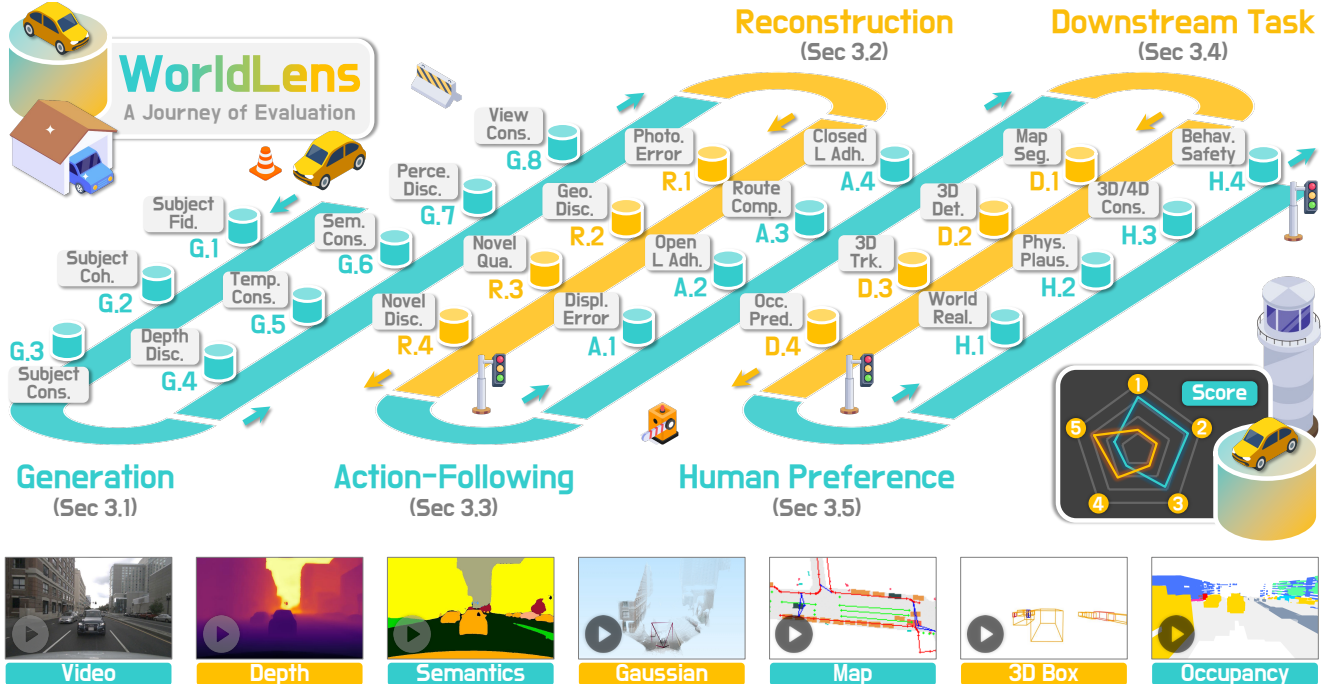 WorldLens
A Journey of Evaluation
Reconstruction
(Sec 3.2)
Downstream Task
(Sec 3.4)
Subject
Fid.
G.1
Subject
Coh.
G.2
G.3
Subject
Cons.
Depth
Disc.
G.4
Temp.
Cons.
G.5
Sem.
Cons.
G.6
Perce.
Disc.
G.7
View
Cons.
G.8
Photo.
Error
R.1
Geo.
Disc.
R.2
Novel
Qua.
R.3
Novel
Disc.
R.4
Displ.
Error
A.1
Open
L Adh.
A.2
Route
Comp.
A.3
Closed
L Adh.
A.4
Map
Seg.
D.1
3D
Det.
D.2
3D
Trk.
D.3
Occ.
Pred.
D.4
World
Real.
H.1
Phys.
Plaus.
H.2
3D/4D
Cons.
H.3
Behav.
Safety
H.4
Score
1
2
3
4
5
Generation
(Sec 3.1)
Action-Following
(Sec 3.3)
Human Preference
(Sec 3.5)
Video
Depth
Semantics
Gaussian
Map
3D Box
Occupancy